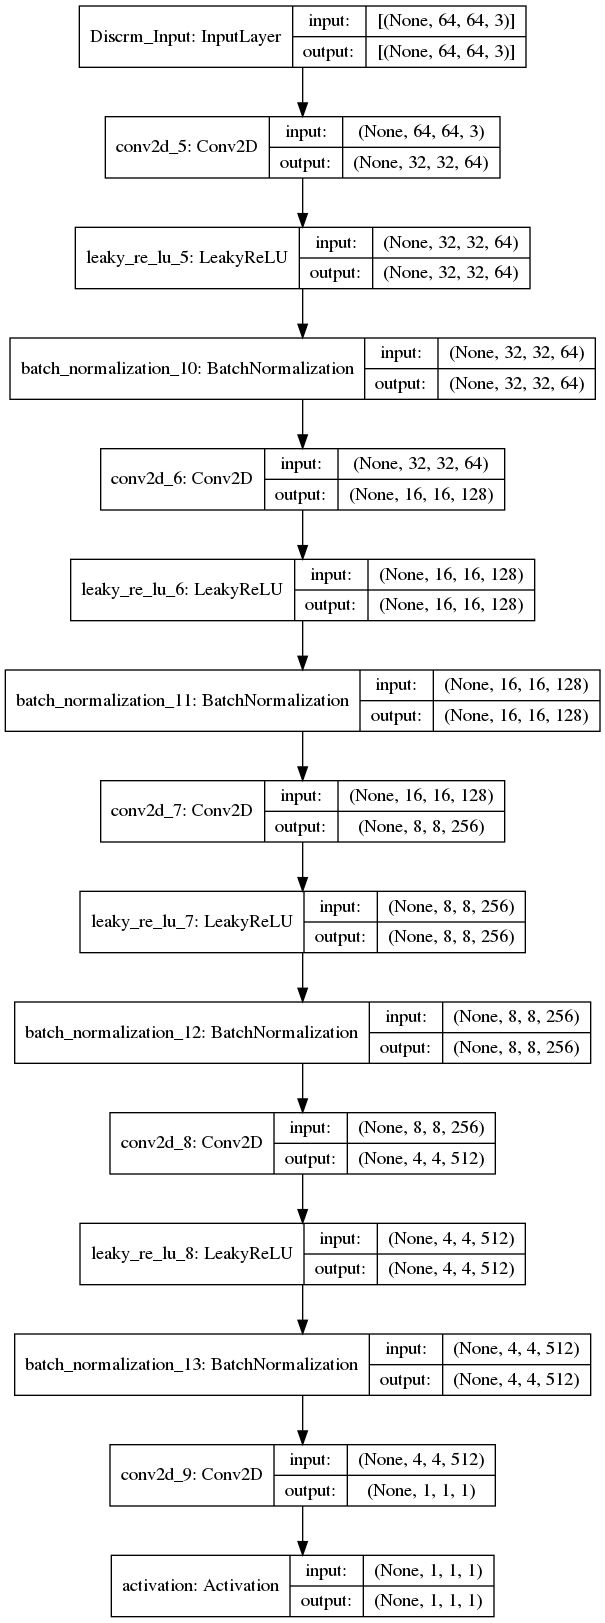 Discrm_Input: InputLayer
input: [(None, 64, 64, 3)]
output: [(None, 64, 64, 3)]
conv2d_5: Conv2D
input: (None, 64, 64, 3)
output: (None, 32, 32, 64)
leaky_re_lu_5: LeakyReLU
input: (None, 32, 32, 64)
output: (None, 32, 32, 64)
batch_normalization_10: BatchNormalization
input: (None, 32, 32, 64)
output: (None, 32, 32, 64)
conv2d_6: Conv2D
input: (None, 32, 32, 64)
output: (None, 16, 16, 128)
leaky_re_lu_6: LeakyReLU
input: (None, 16, 16, 128)
output: (None, 16, 16, 128)
batch_normalization_11: BatchNormalization
input: (None, 16, 16, 128)
output: (None, 16, 16, 128)
conv2d_7: Conv2D
input: (None, 16, 16, 128)
output: (None, 8, 8, 256)
leaky_re_lu_7: LeakyReLU
input: (None, 8, 8, 256)
output: (None, 8, 8, 256)
batch_normalization_12: BatchNormalization
input: (None, 8, 8, 256)
output: (None, 8, 8, 256)
conv2d_8: Conv2D
input: (None, 8, 8, 256)
output: (None, 4, 4, 512)
leaky_re_lu_8: LeakyReLU
input: (None, 4, 4, 512)
output: (None, 4, 4, 512)
batch_normalization_13: BatchNormalization
input: (None, 4, 4, 512)
output: (None, 4, 4, 512)
conv2d_9: Conv2D
input: (None, 4, 4, 512)
output: (None, 1, 1, 1)
activation: Activation
input: (None, 1, 1, 1)
output: (None, 1, 1, 1)